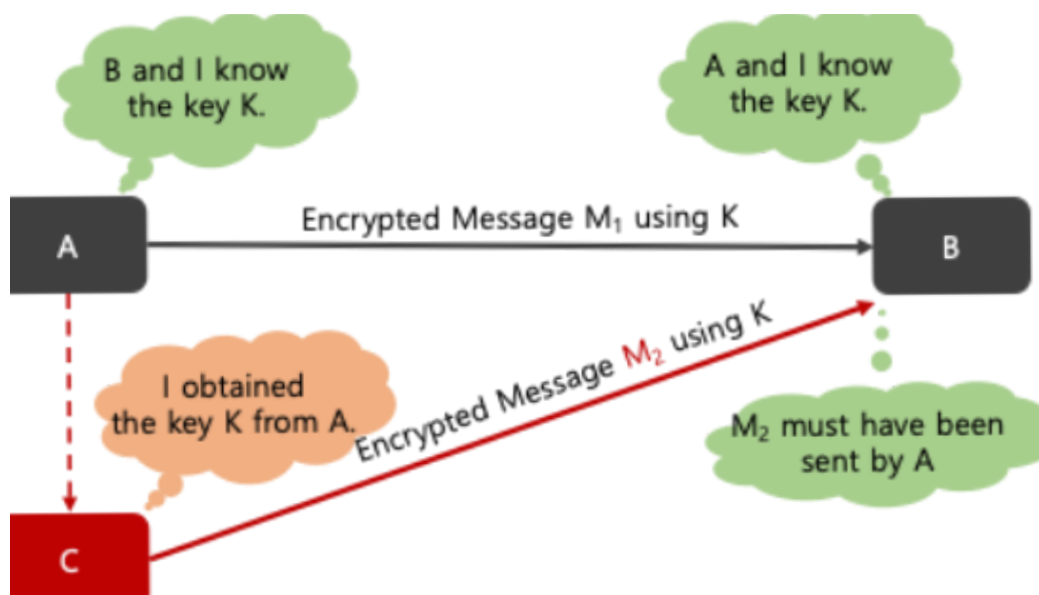 B and I know
the key K.
A and I know
the key K.
Encrypted Message M₁ using K
A
B
Encrypted Message M₂ using K
I obtained
the key K from A.
M₂ must have been
sent by A
C